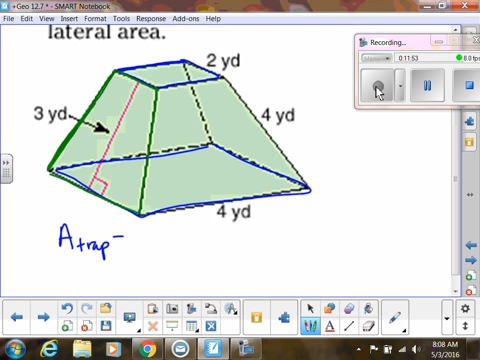 +Geo 12.7 * - SMART Notebook
File Edit View Insert Format Tools Response Add-ons Help
lateral area.
Recording...
0:11:53 8.0 fps
2 yd
3 yd
4 yd
4 yd
A trap =
8:08 AM
5/3/2016